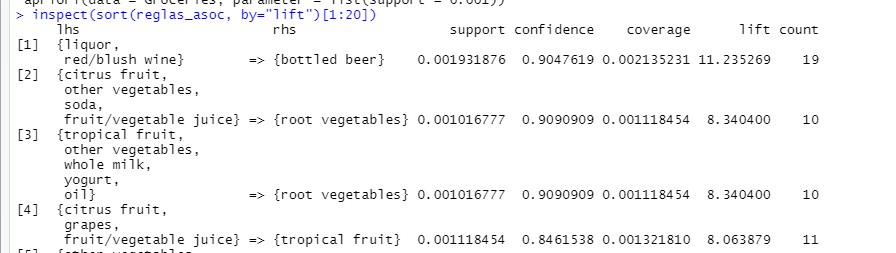 apriori(data = Groceries, parameter = list(support = 0.001))
> inspect(sort(reglas_asoc, by="lift")[1:20])
     lhs                        rhs                   support confidence    coverage      lift count
[1]  {liquor,
      red/blush wine}        => {bottled beer}    0.001931876  0.9047619 0.002135231 11.235269    19
[2]  {citrus fruit,
      other vegetables,
      soda,
      fruit/vegetable juice} => {root vegetables} 0.001016777  0.9090909 0.001118454  8.340400    10
[3]  {tropical fruit,
      other vegetables,
      whole milk,
      yogurt,
      oil}                   => {root vegetables} 0.001016777  0.9090909 0.001118454  8.340400    10
[4]  {citrus fruit,
      grapes,
      fruit/vegetable juice} => {tropical fruit}  0.001118454  0.8461538 0.001321810  8.063879    11